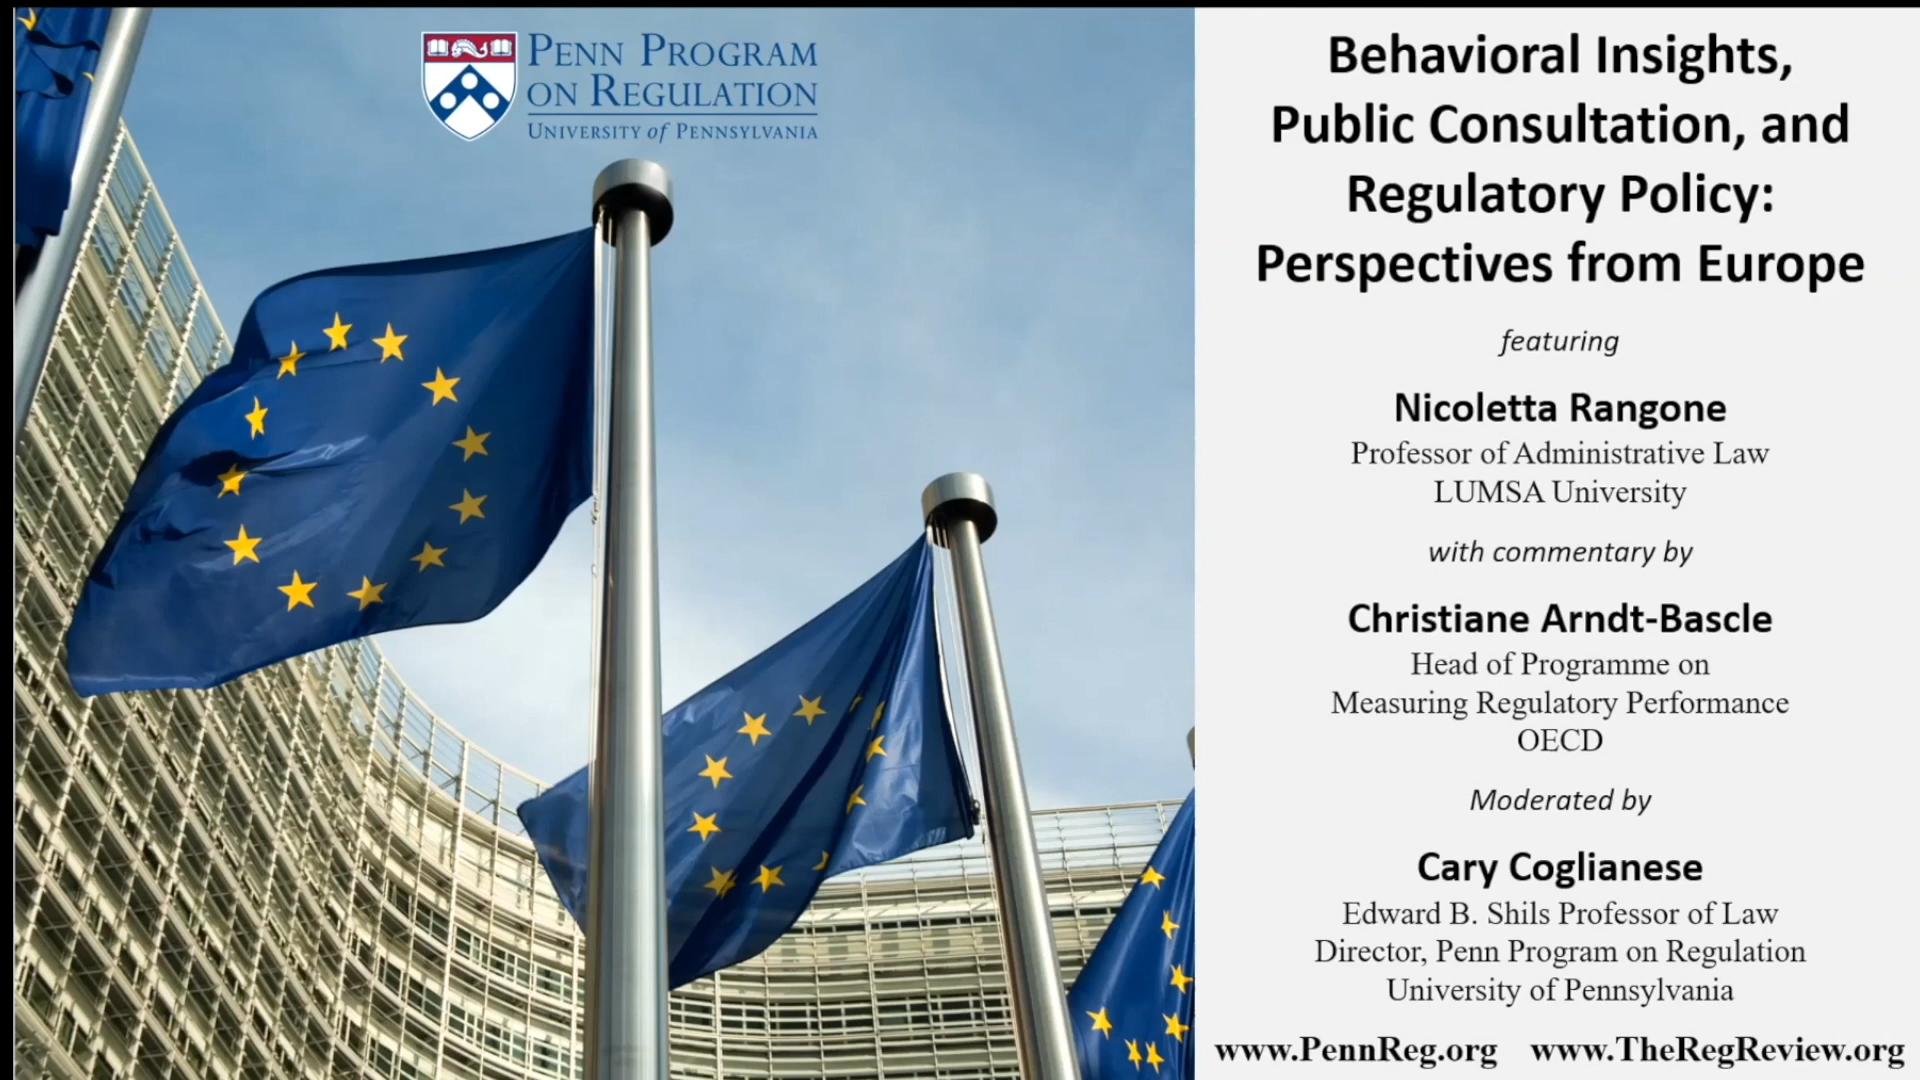 PENN PROGRAM
ON REGULATION
UNIVERSITY of PENNSYLVANIA
Behavioral Insights,
Public Consultation, and
Regulatory Policy:
Perspectives from Europe
featuring
Nicoletta Rangone
Professor of Administrative Law
LUMSA University
with commentary by
Christiane Arndt-Bascle
Head of Programme on
Measuring Regulatory Performance
OECD
Moderated by
Cary Coglianese
Edward B. Shils Professor of Law
Director, Penn Program on Regulation
University of Pennsylvania
www.PennReg.org www.TheRegReview.org